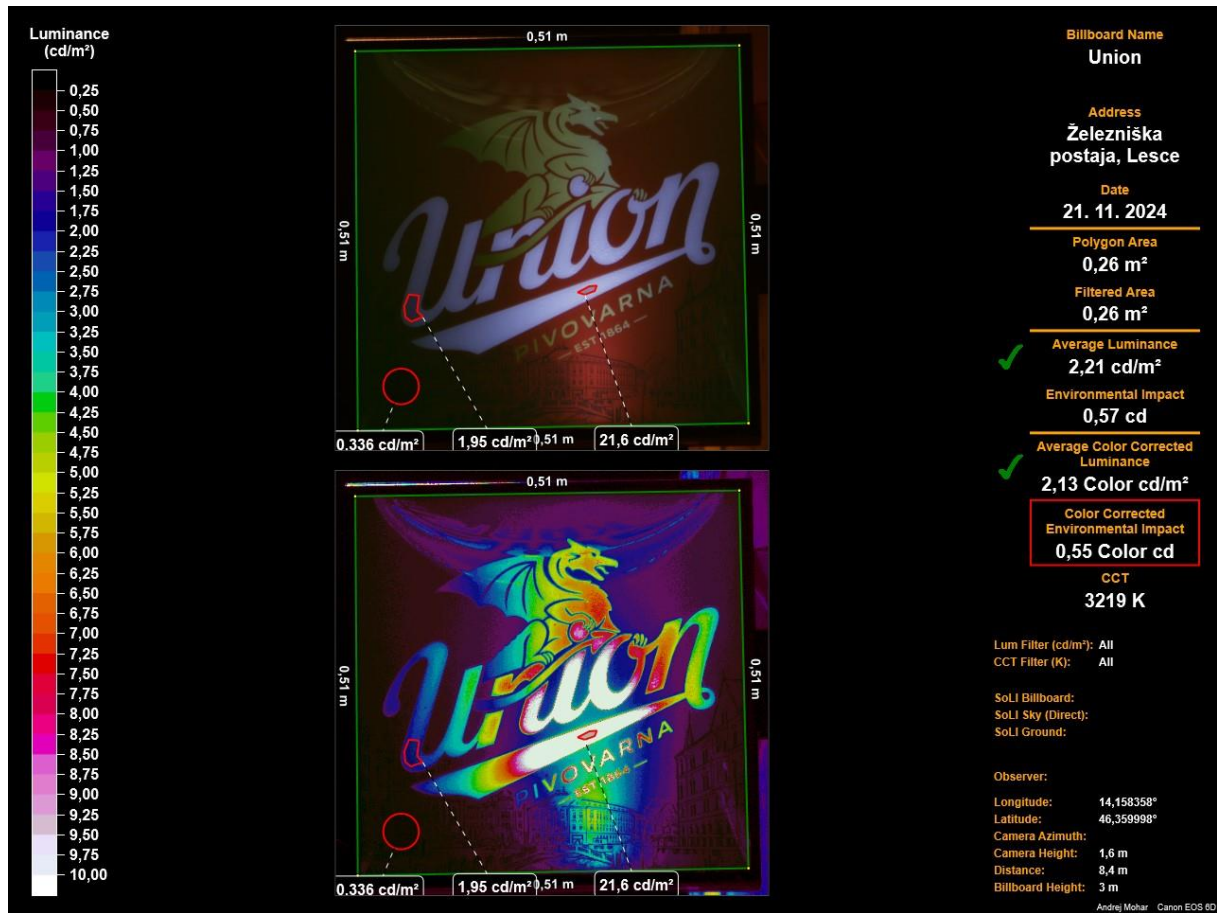 Luminance
(cd/m²)
0,25
0,50
0,75
1,00
1,25
1,50
1,75
2,00
2,25
2,50
2,75
3,00
3,25
3,50
3,75
4,00
4,25
4,50
4,75
5,00
5,25
5,50
5,75
6,00
6,25
6,50
6,75
7,00
7,25
7,50
7,75
8,00
8,25
8,50
8,75
9,00
9,25
9,50
9,75
10,00
0,51 m
0,51 m
0,51 m
Union
PIVOVARNA
EST 1864
0.336 cd/m²
1,95 cd/m²
0,51 m
21,6 cd/m²
0,51 m
0,51 m
0,51 m
Union
PIVOVARNA
EST 1864
0.336 cd/m²
1,95 cd/m²
0,51 m
21,6 cd/m²
Billboard Name
Union
Address
Železniška
postaja, Lesce
Date
21. 11. 2024
Polygon Area
0,26 m²
Filtered Area
0,26 m²
Average Luminance
2,21 cd/m²
Environmental Impact
0,57 cd
Average Color Corrected
Luminance
2,13 Color cd/m²
Color Corrected
Environmental Impact
0,55 Color cd
CCT
3219 K
Lum Filter (cd/m²): All
CCT Filter (K): All
SoLI Billboard:
SoLI Sky (Direct):
SoLI Ground:
Observer:
Longitude: 14,158358°
Latitude: 46,359998°
Camera Azimuth:
Camera Height: 1,6 m
Distance: 8,4 m
Billboard Height: 3 m
Andrej Mohar Canon EOS 6D